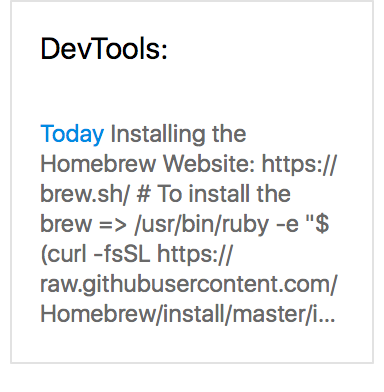 DevTools:
Today Installing the
Homebrew Website: https://
brew.sh/ # To install the
brew => /usr/bin/ruby -e "$
(curl -fsSL https://
raw.githubusercontent.com/
Homebrew/install/master/i...